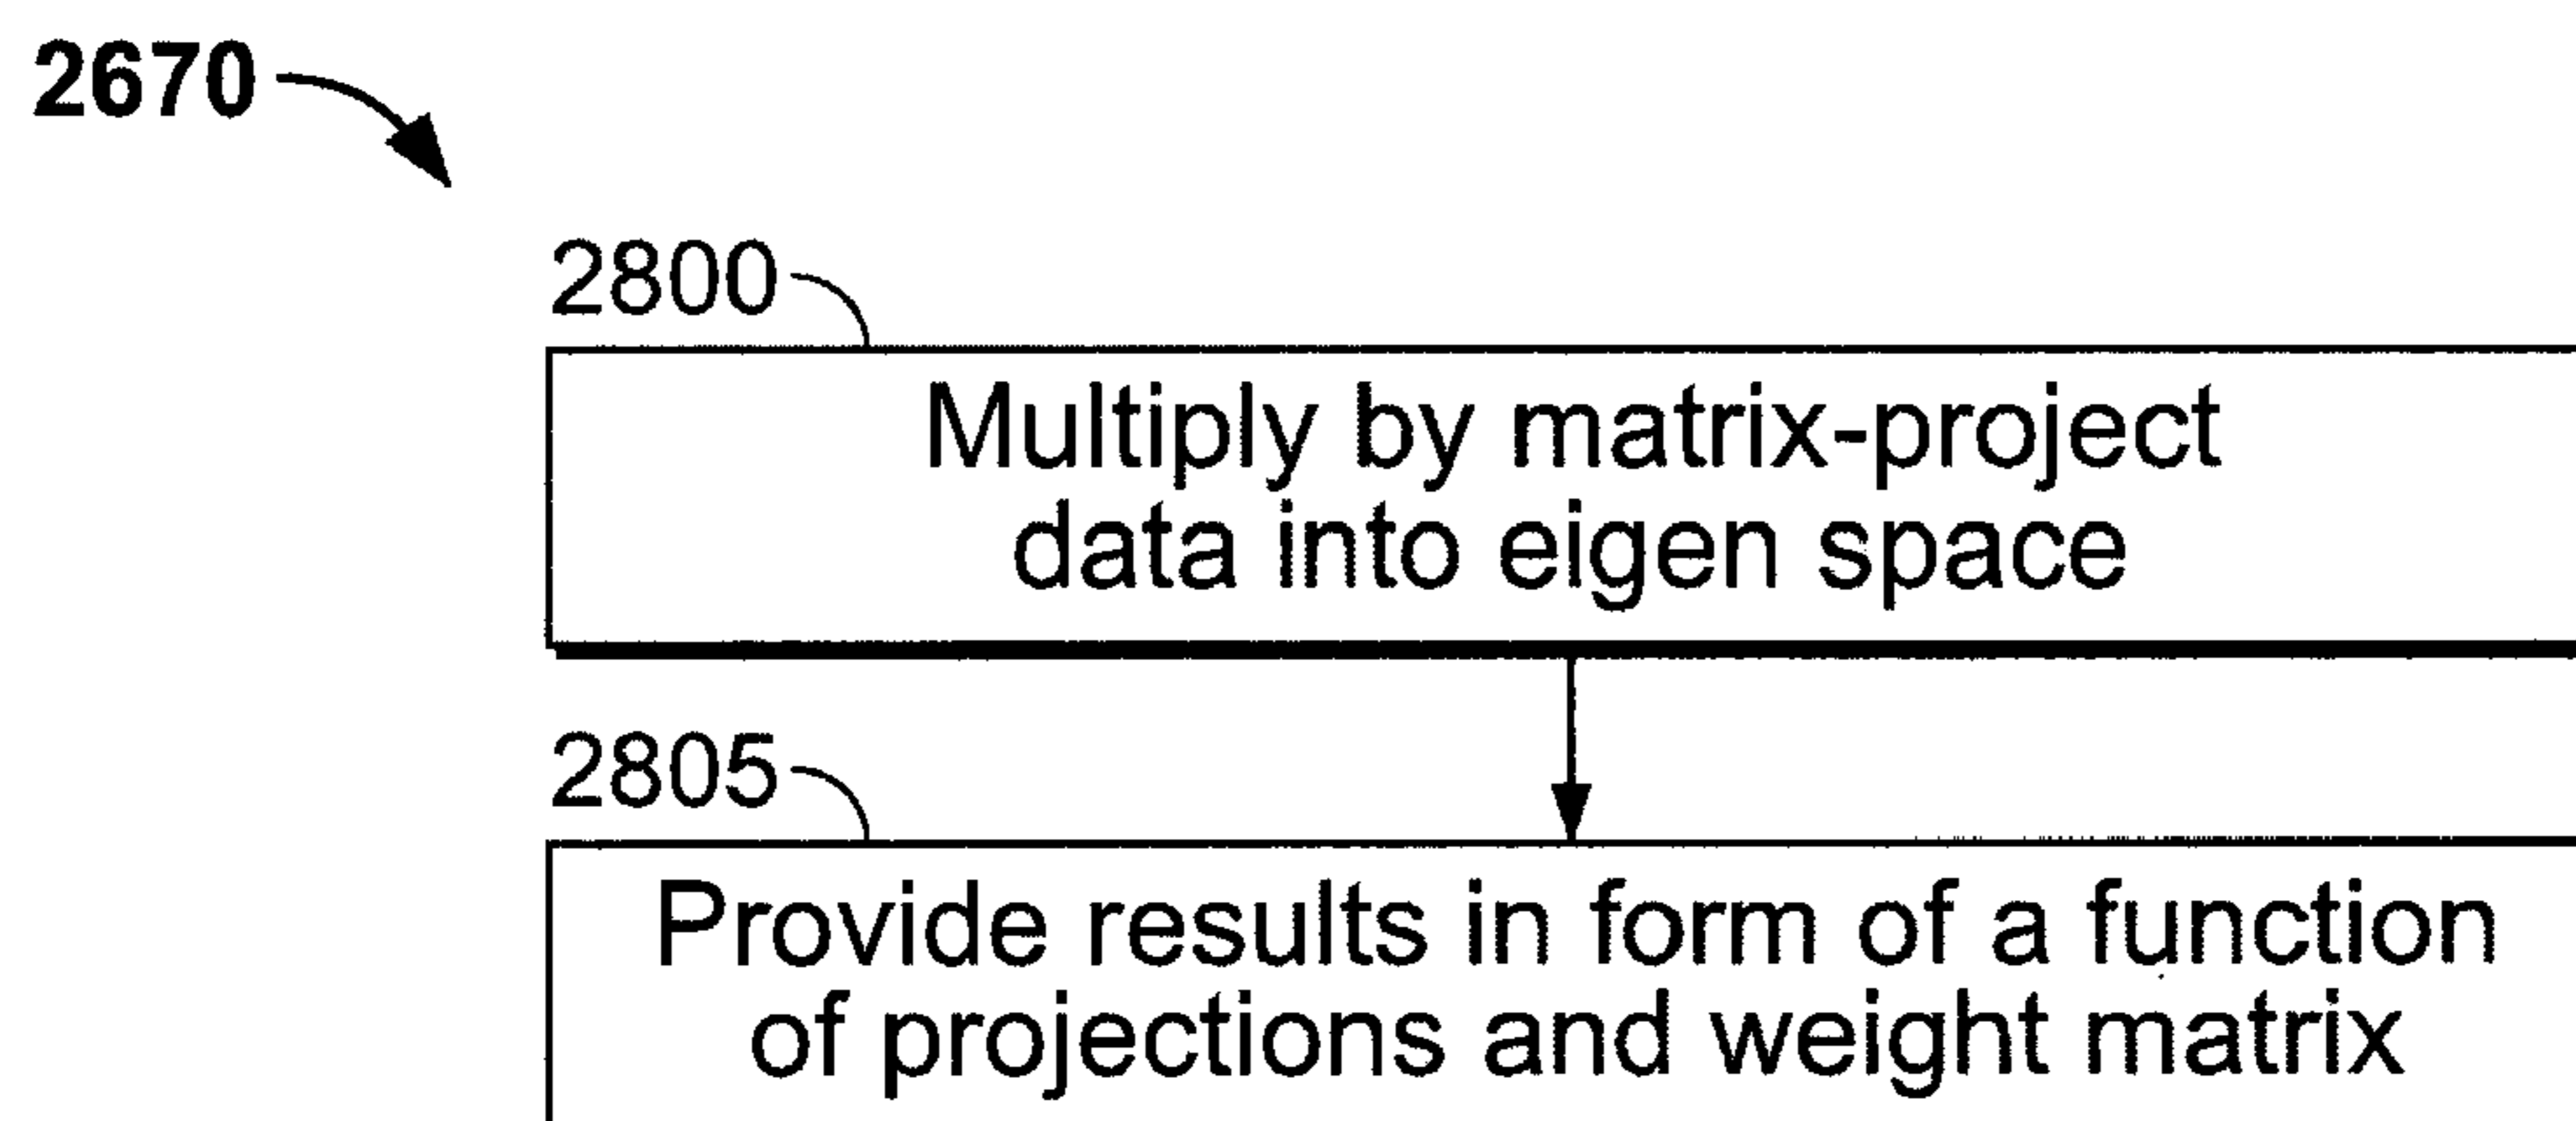 2670
2800
Multiply by matrix-project
data into eigen space
2805
Provide results in form of a function
of projections and weight matrix